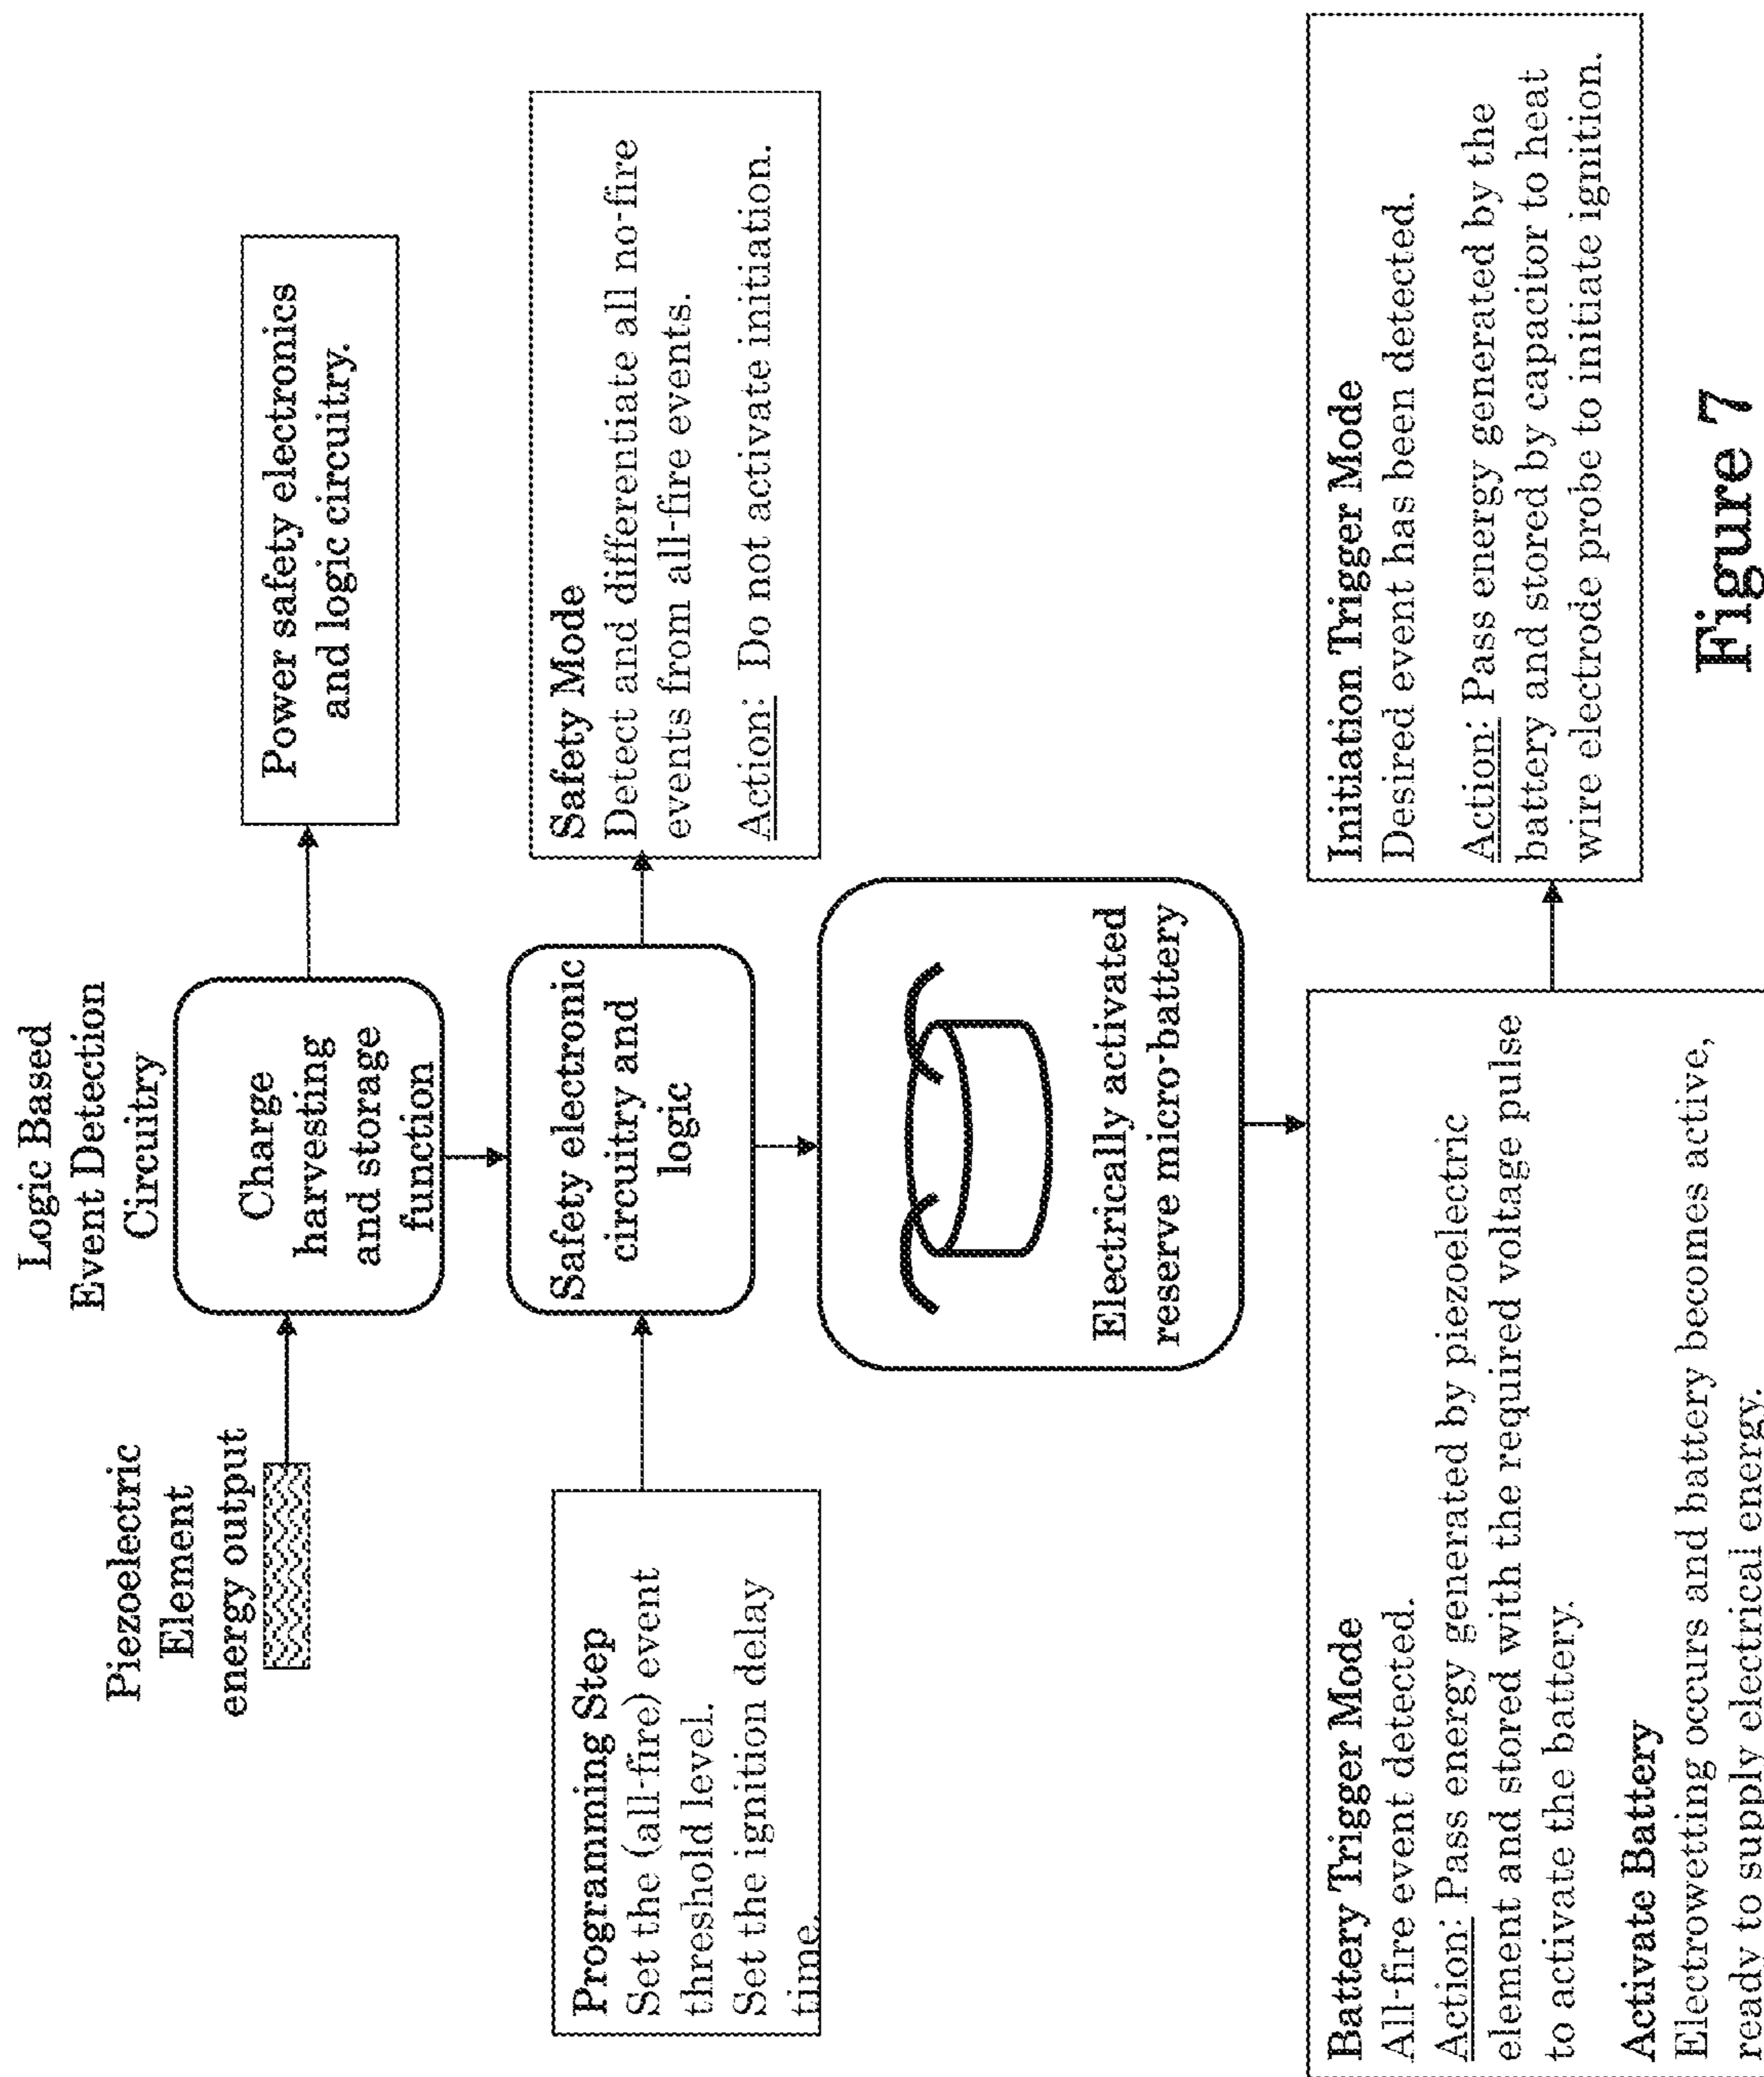 Piezoelectric
Element
energy output
Logic Based
Event Detection
Circuitry
Charge
harvesting
and storage
function
Power safety electronics
and logic circuitry.
Programming Step
Set the (all-fire) event
threshold level.
Set the ignition delay
time.
Safety electronic
circuitry and
logic
Safety Mode
Detect and differentiate all no-fire
events from all-fire events.
Action: Do not activate initiation.
Electrically activated
reserve micro-battery
Battery Trigger Mode
All-fire event detected.
Action: Pass energy generated by piezoelectric
element and stored with the required voltage pulse
to activate the battery.
Activate Battery
Electrowetting occurs and battery becomes active,
ready to supply electrical energy.
Initiation Trigger Mode
Desired event has been detected.
Action: Pass energy generated by the
battery and stored by capacitor to heat
wire electrode probe to initiate ignition.
Figure 7